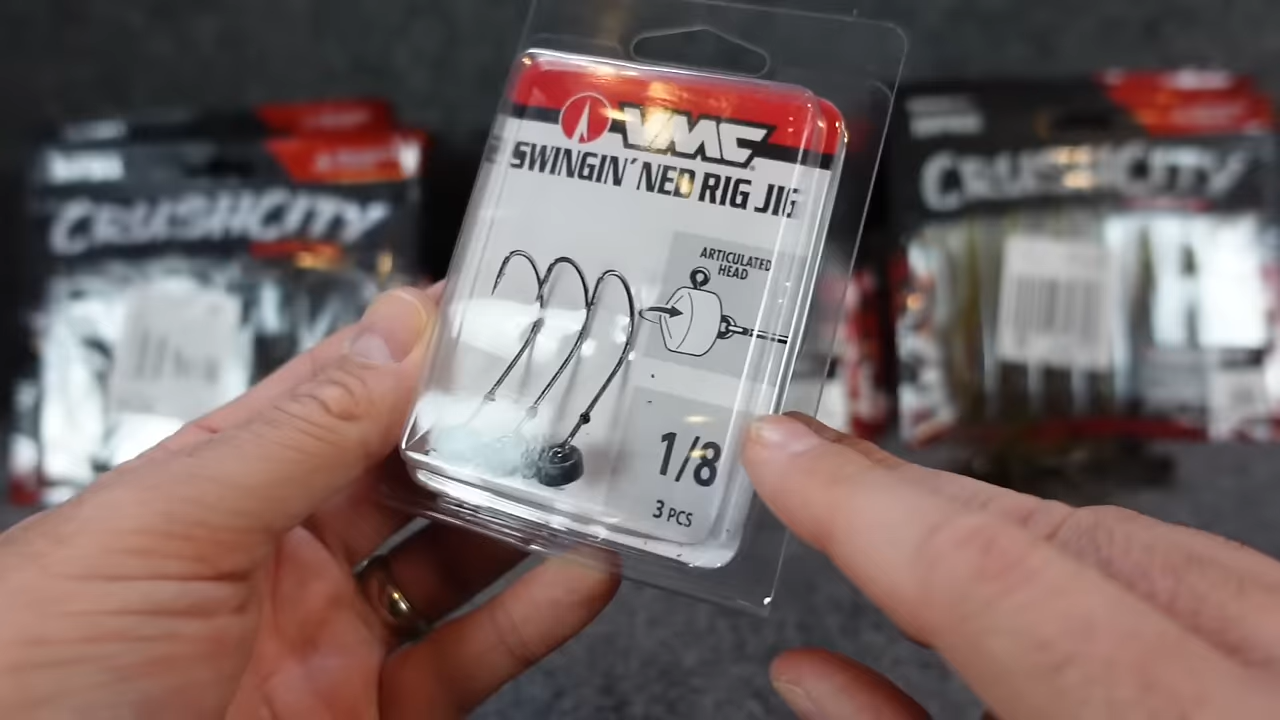 VMC
SWINGIN' NED RIG JIG
ARTICULATED
HEAD
1/8
3 PCS
CRUSHCITY
CRUSHCITY